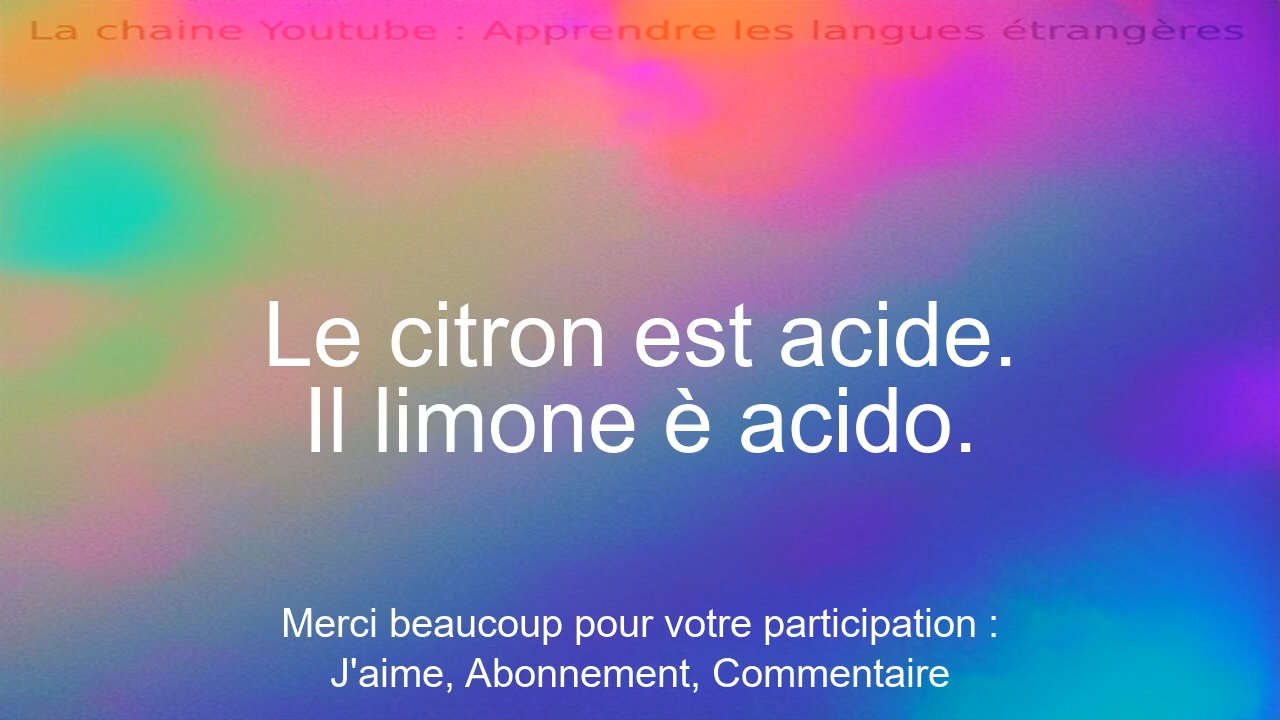 La chaine Youtube : Apprendre les langues étrangères
Le citron est acide.
Il limone è acido.
Merci beaucoup pour votre participation :
J'aime, Abonnement, Commentaire